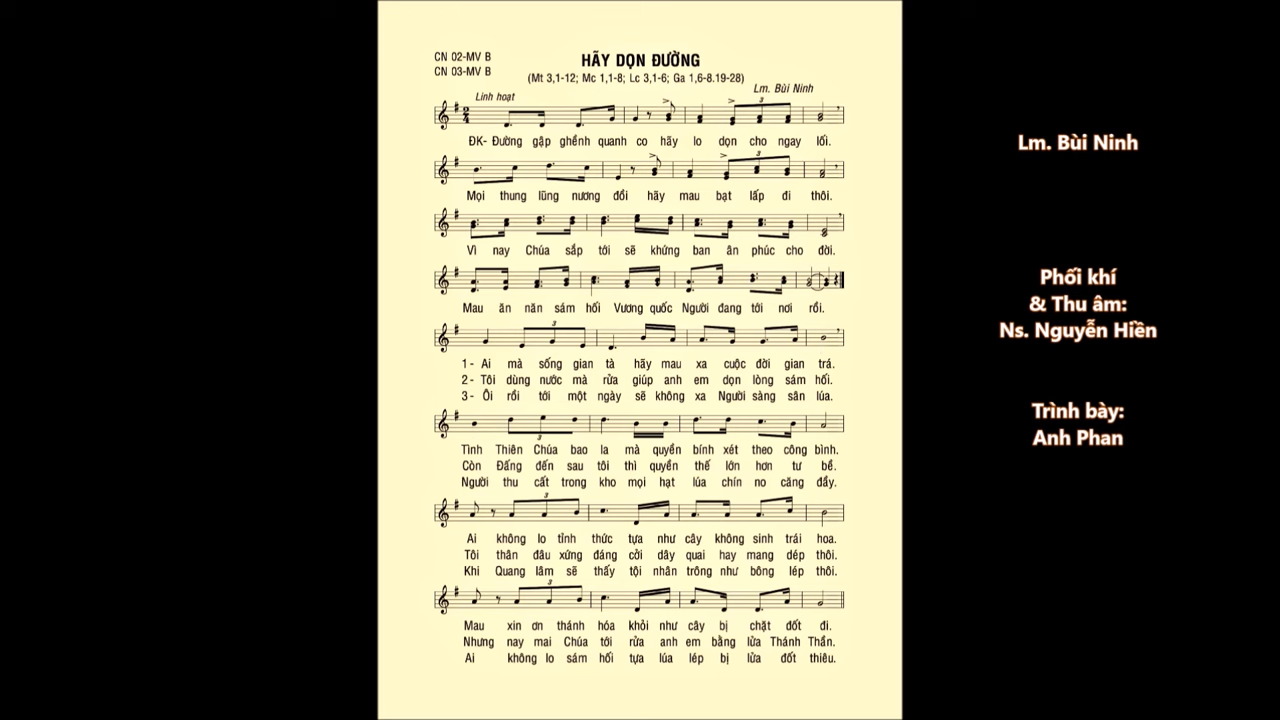 CN 02-MV B
CN 03-MV B
HÃY DỌN ĐƯỜNG
(Mt 3,1-12; Mc 1,1-8; Lc 3,1-6; Ga 1,6-8.19-28)
Lm. Bùi Ninh
Linh hoạt
ĐK- Đường gập ghềnh quanh co hãy lo dọn cho ngay lối.
Mọi thung lũng nương đồi hãy mau bạt lấp đi thôi.
Vì nay Chúa sắp tới sẽ khứng ban ân phúc cho đời.
Mau ăn năn sám hối Vương quốc Người đang tới nơi rồi.
1- Ai mà sống gian tà hãy mau xa cuộc đời gian trá.
2- Tôi dùng nước mà rửa giúp anh em dọn lòng sám hối.
3- Ôi rồi tới một ngày sẽ không xa Người sàng sân lúa.
Tình Thiên Chúa bao la mà quyền bính xét theo công bình.
Còn Đấng đến sau tôi thì quyền thế lớn hơn tư bề.
Người thu cất trong kho mọi hạt lúa chín no căng đầy.
Ai không lo tỉnh thức tựa như cây không sinh trái hoa.
Tôi thân đâu xứng đáng cởi dây quai hay mang dép thôi.
Khi Quang lâm sẽ thấy tội nhân trông như bông lép thôi.
Mau xin ơn thánh hóa khỏi như cây bị chặt đốt đi.
Nhưng nay mai Chúa tới rửa anh em bằng lửa Thánh Thần.
Ai không lo sám hối tựa lúa lép bị lửa đốt thiêu.
Lm. Bùi Ninh
Phối khí
& Thu âm:
Ns. Nguyễn Hiền
Trình bày:
Anh Phan